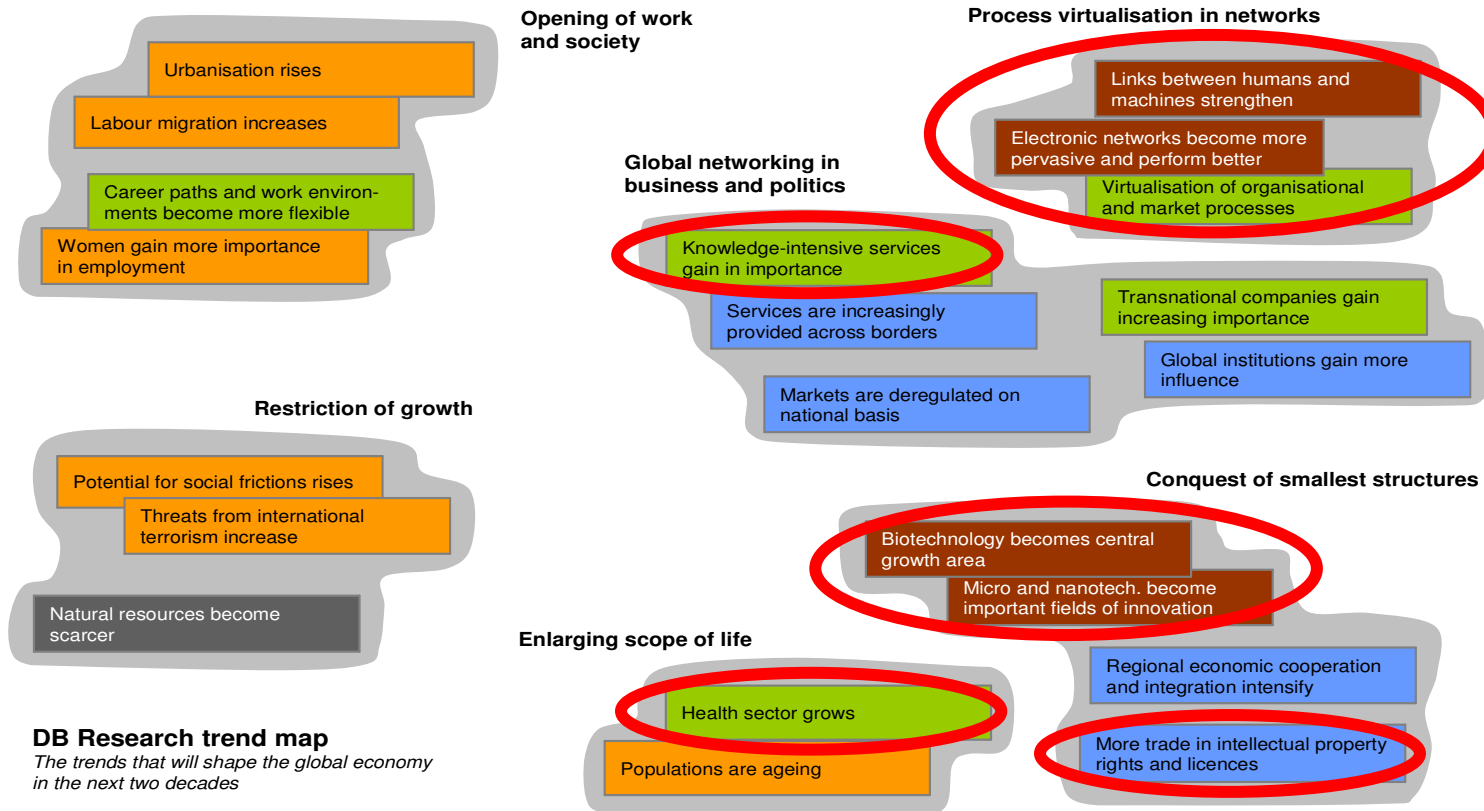 Opening of work
and society
Urbanisation rises
Labour migration increases
Career paths and work environ-
ments become more flexible
Women gain more importance
in employment
Process virtualisation in networks
Links between humans and
machines strengthen
Electronic networks become more
pervasive and perform better
Virtualisation of organisational
and market processes
Global networking in
business and politics
Knowledge-intensive services
gain in importance
Services are increasingly
provided across borders
Markets are deregulated on
national basis
Transnational companies gain
increasing importance
Global institutions gain more
influence
Restriction of growth
Potential for social frictions rises
Threats from international
terrorism increase
Natural resources become
scarcer
Conquest of smallest structures
Biotechnology becomes central
growth area
Micro and nanotech. become
important fields of innovation
Regional economic cooperation
and integration intensify
More trade in intellectual property
rights and licences
Enlarging scope of life
Health sector grows
Populations are ageing
DB Research trend map
The trends that will shape the global economy
in the next two decades